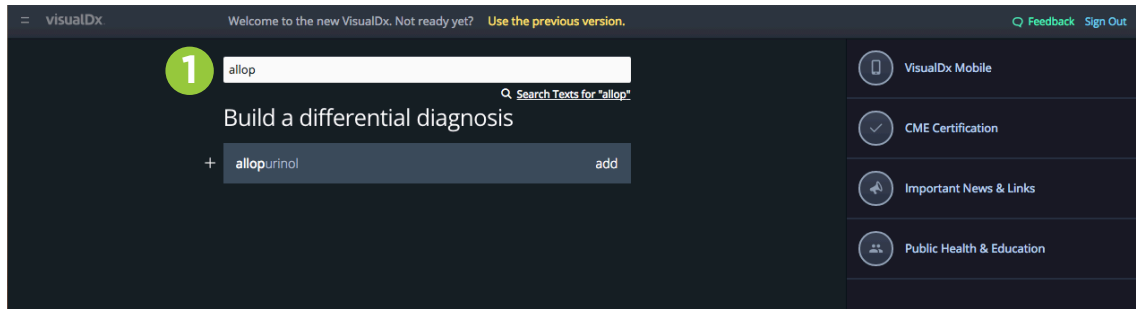 visualDx Welcome to the new VisualDx. Not ready yet? Use the previous version. Feedback Sign Out
1 allop
Search Texts for "allop"
Build a differential diagnosis
+ allopurinol add
VisualDx Mobile
CME Certification
Important News & Links
Public Health & Education